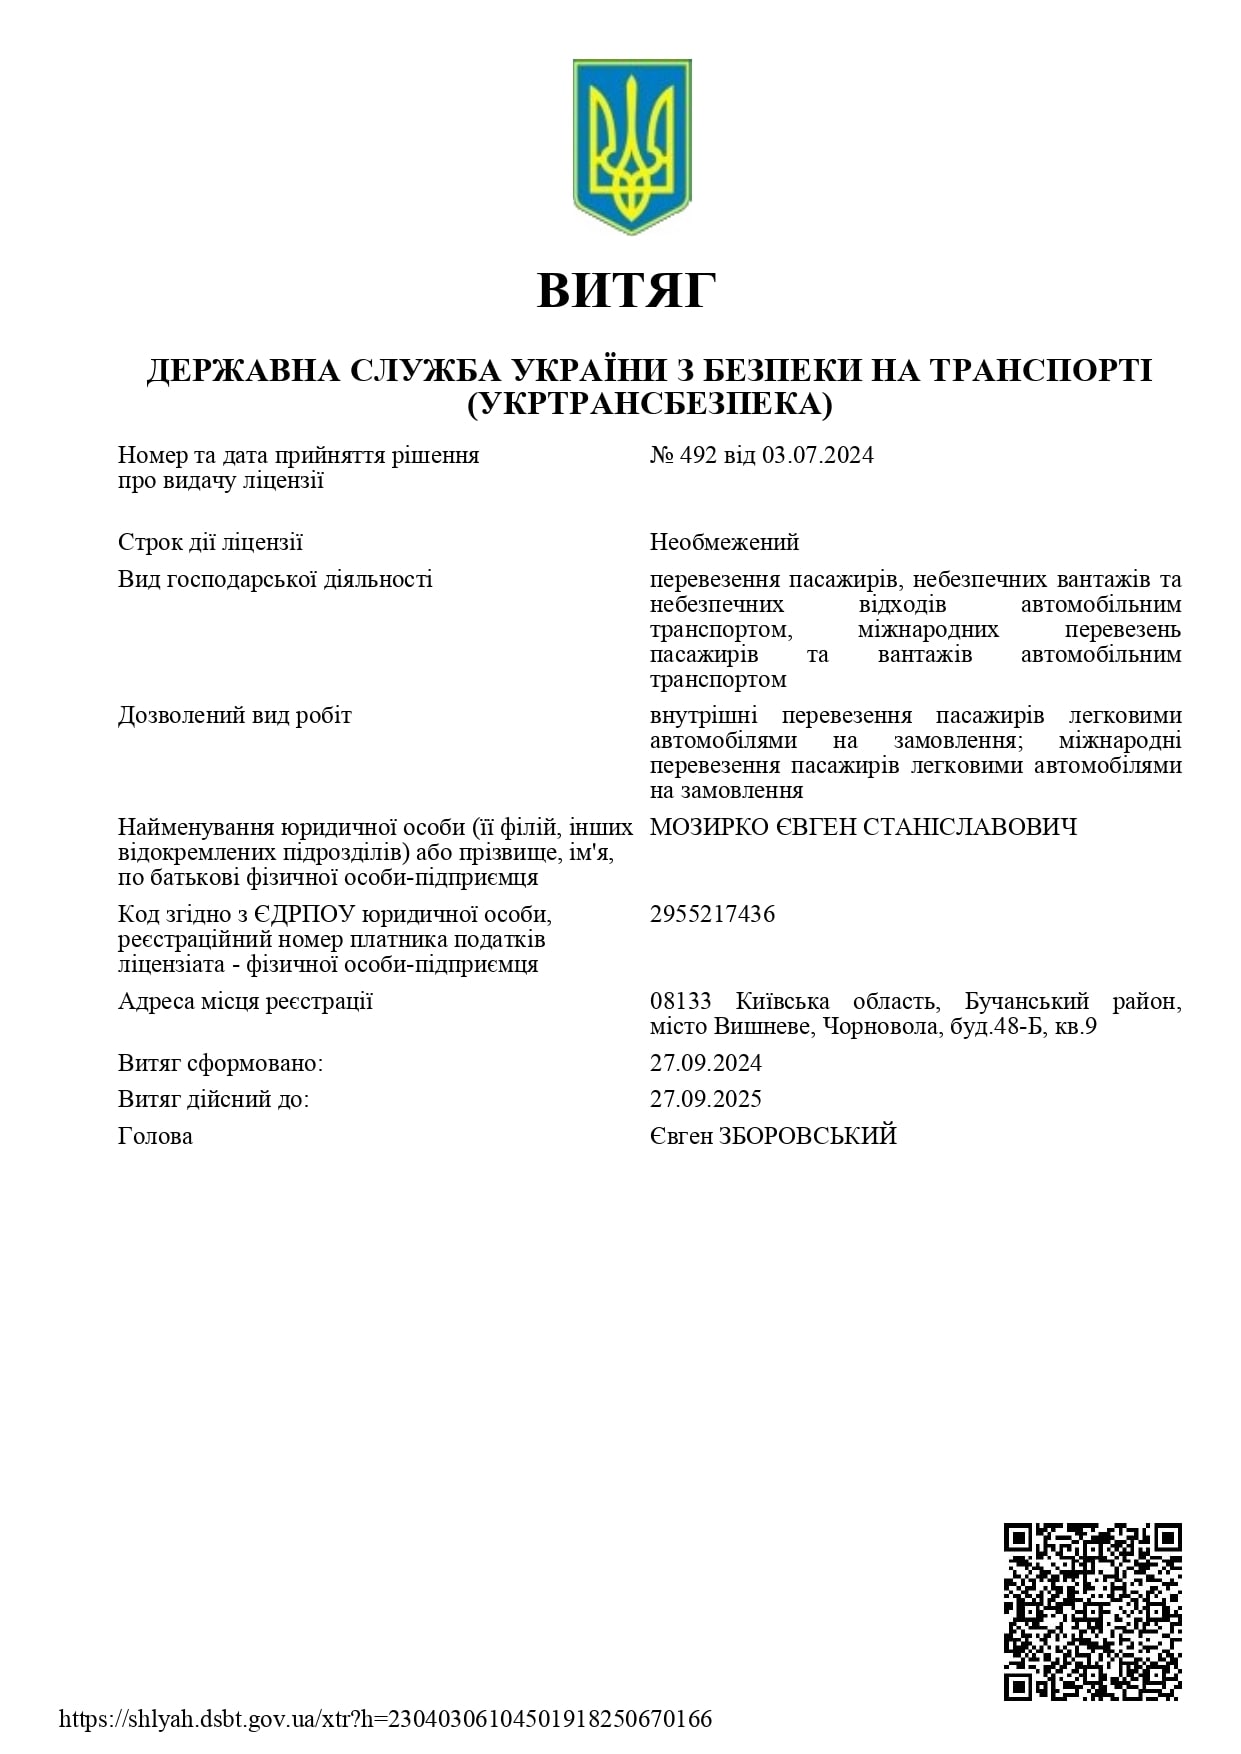 ВИТЯГ
ДЕРЖАВНА СЛУЖБА УКРАЇНИ З БЕЗПЕКИ НА ТРАНСПОРТІ
(УКРТРАНСБЕЗПЕКА)
Номер та дата прийняття рішення № 492 від 03.07.2024
про видачу ліцензії
Строк дії ліцензії Необмежений
Вид господарської діяльності перевезення пасажирів, небезпечних вантажів та
небезпечних відходів автомобільним
транспортом, міжнародних перевезень
пасажирів та вантажів автомобільним
транспортом
Дозволений вид робіт внутрішні перевезення пасажирів легковими
автомобілями на замовлення; міжнародні
перевезення пасажирів легковими автомобілями
на замовлення
Найменування юридичної особи (її філій, інших МОЗИРКО ЄВГЕН СТАНІСЛАВОВИЧ
відокремлених підрозділів) або прізвище, ім'я,
по батькові фізичної особи-підприємця
Код згідно з ЄДРПОУ юридичної особи, 2955217436
реєстраційний номер платника податків
ліцензіата - фізичної особи-підприємця
Адреса місця реєстрації 08133 Київська область, Бучанський район,
місто Вишневе, Чорновола, буд.48-Б, кв.9
Витяг сформовано: 27.09.2024
Витяг дійсний до: 27.09.2025
Голова Євген ЗБОРОВСЬКИЙ
https://shlyah.dsbt.gov.ua/xtr?h=23040306104501918250670166